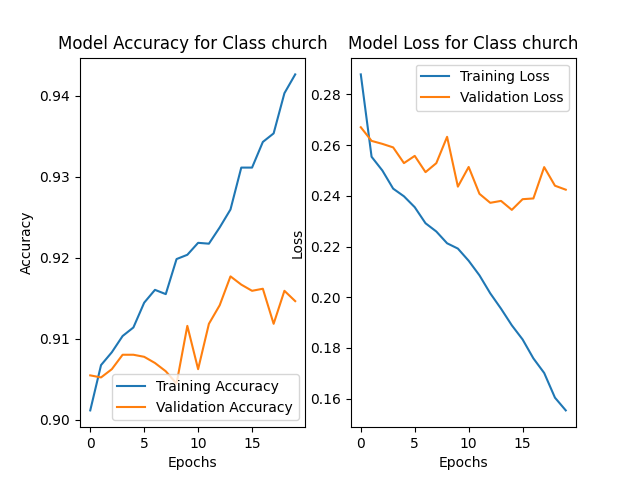 Model Accuracy for Class church
0.94
0.93
0.92
0.91
0.90
Accuracy
Training Accuracy
Validation Accuracy
0
5
10
15
Epochs
Model Loss for Class church
Training Loss
Validation Loss
0.28
0.26
0.24
0.22
0.20
0.18
0.16
Loss
0
5
10
15
Epochs